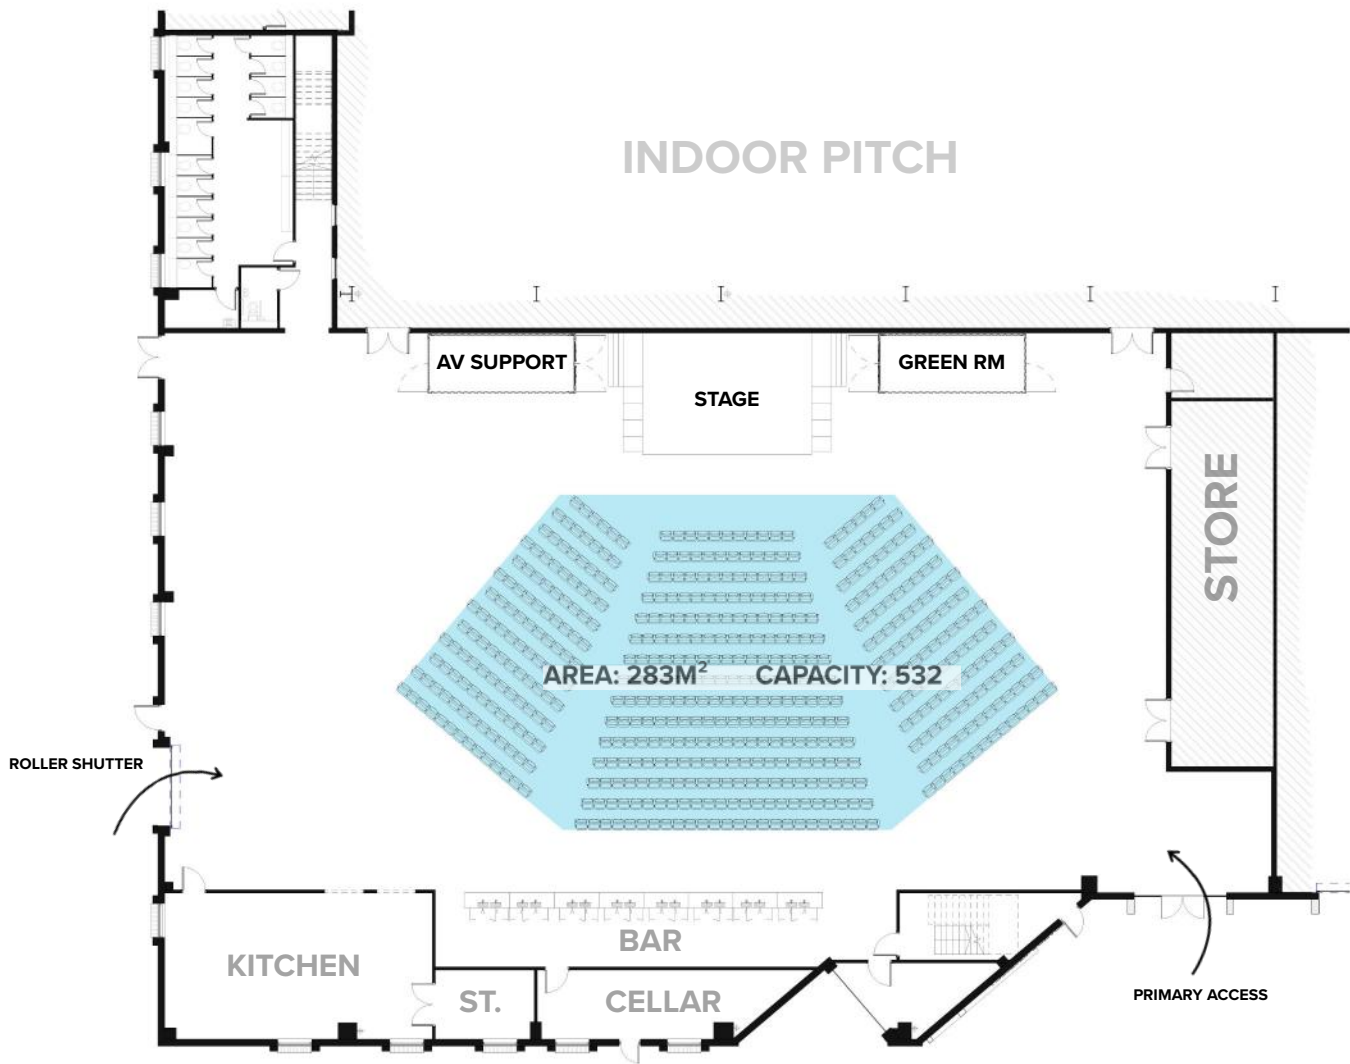 INDOOR PITCH
AV SUPPORT
GREEN RM
STAGE
STORE
AREA: 283M² CAPACITY: 532
ROLLER SHUTTER
BAR
KITCHEN
ST.
CELLAR
PRIMARY ACCESS